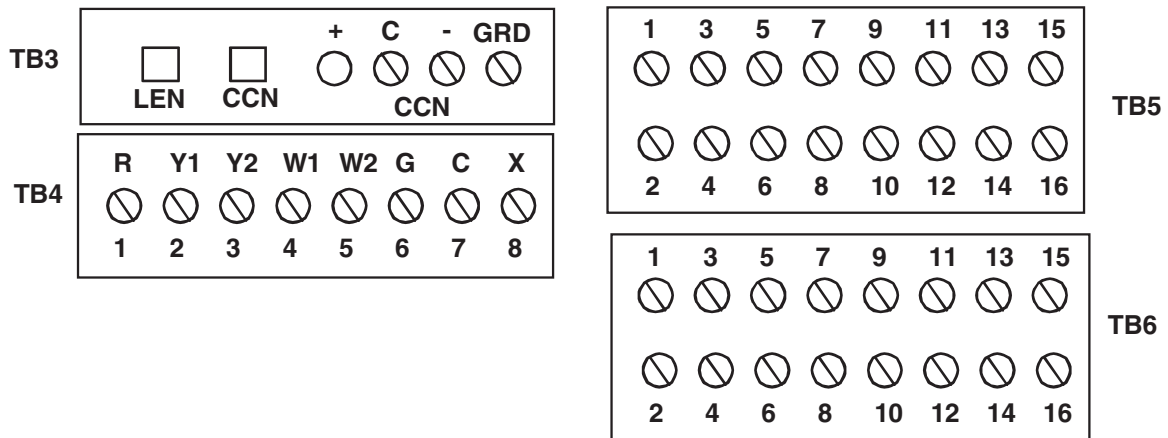 TB3
+ C - GRD
LEN CCN
CCN
TB4
R Y1 Y2 W1 W2 G C X
1 2 3 4 5 6 7 8
1 3 5 7 9 11 13 15
TB5
2 4 6 8 10 12 14 16
1 3 5 7 9 11 13 15
TB6
2 4 6 8 10 12 14 16